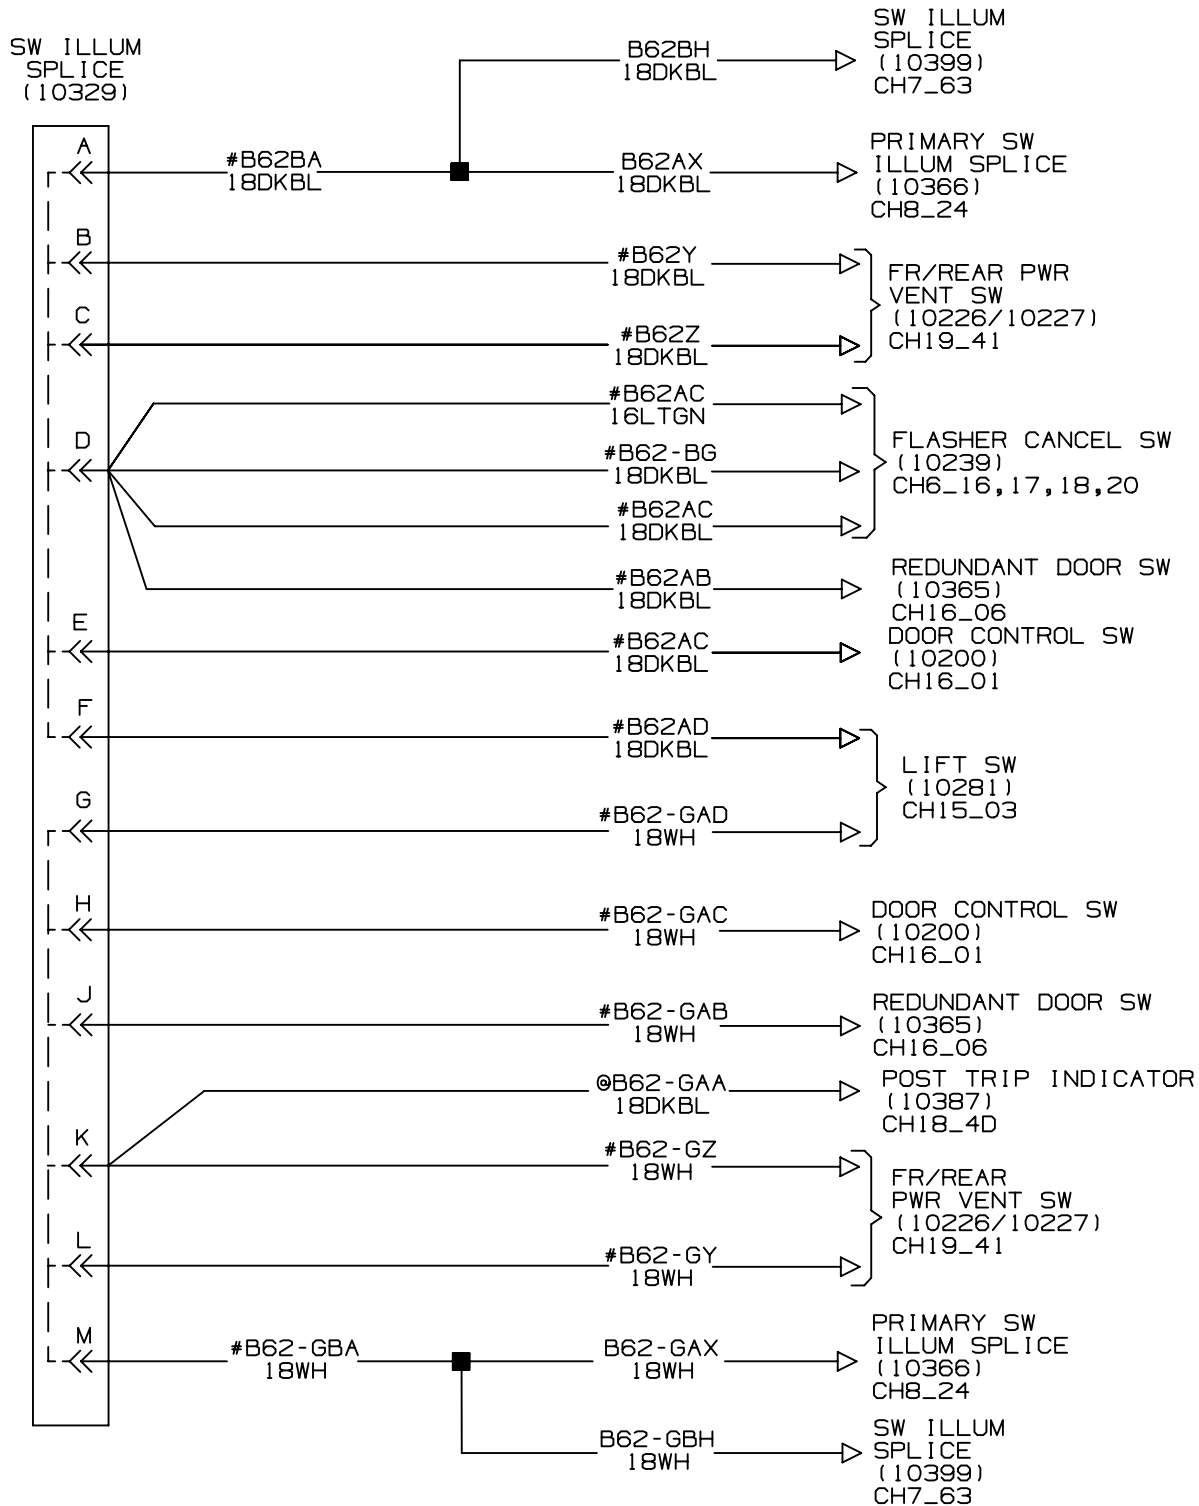 SW ILLUM
SPLICE
(10329)
A
#B62BA
18DKBL
B62BH
18DKBL
SW ILLUM
SPLICE
(10399)
CH7_63
B62AX
18DKBL
PRIMARY SW
ILLUM SPLICE
(10366)
CH8_24
B
#B62Y
18DKBL
C
#B62Z
18DKBL
FR/REAR PWR
VENT SW
(10226/10227)
CH19_41
D
#B62AC
16LTGN
#B62-BG
18DKBL
#B62AC
18DKBL
FLASHER CANCEL SW
(10239)
CH6_16,17,18,20
#B62AB
18DKBL
REDUNDANT DOOR SW
(10365)
CH16_06
E
#B62AC
18DKBL
DOOR CONTROL SW
(10200)
CH16_01
F
#B62AD
18DKBL
G
#B62-GAD
18WH
LIFT SW
(10281)
CH15_03
H
#B62-GAC
18WH
DOOR CONTROL SW
(10200)
CH16_01
J
#B62-GAB
18WH
REDUNDANT DOOR SW
(10365)
CH16_06
@B62-GAA
18DKBL
POST TRIP INDICATOR
(10387)
CH18_4D
K
#B62-GZ
18WH
L
#B62-GY
18WH
FR/REAR
PWR VENT SW
(10226/10227)
CH19_41
M
#B62-GBA
18WH
B62-GAX
18WH
PRIMARY SW
ILLUM SPLICE
(10366)
CH8_24
B62-GBH
18WH
SW ILLUM
SPLICE
(10399)
CH7_63